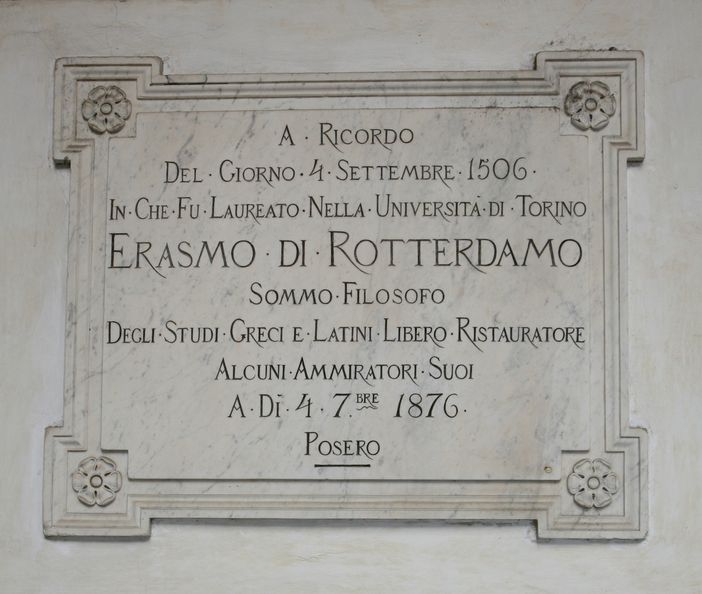 A · RICORDO
DEL · GIORNO · 4 · SETTEMBRE · 1506 ·
IN · CHE · FU · LAUREATO · NELLA · UNIVERSITÀ · DI · TORINO
ERASMO · DI · ROTTERDAMO
SOMMO · FILOSOFO
DEGLI · STUDI · GRECI E · LATINI · LIBERO · RISTAURATORE
ALCUNI · AMMIRATORI · SUOI
A · DÌ · 4 · 7.BRE 1876 ·
POSERO